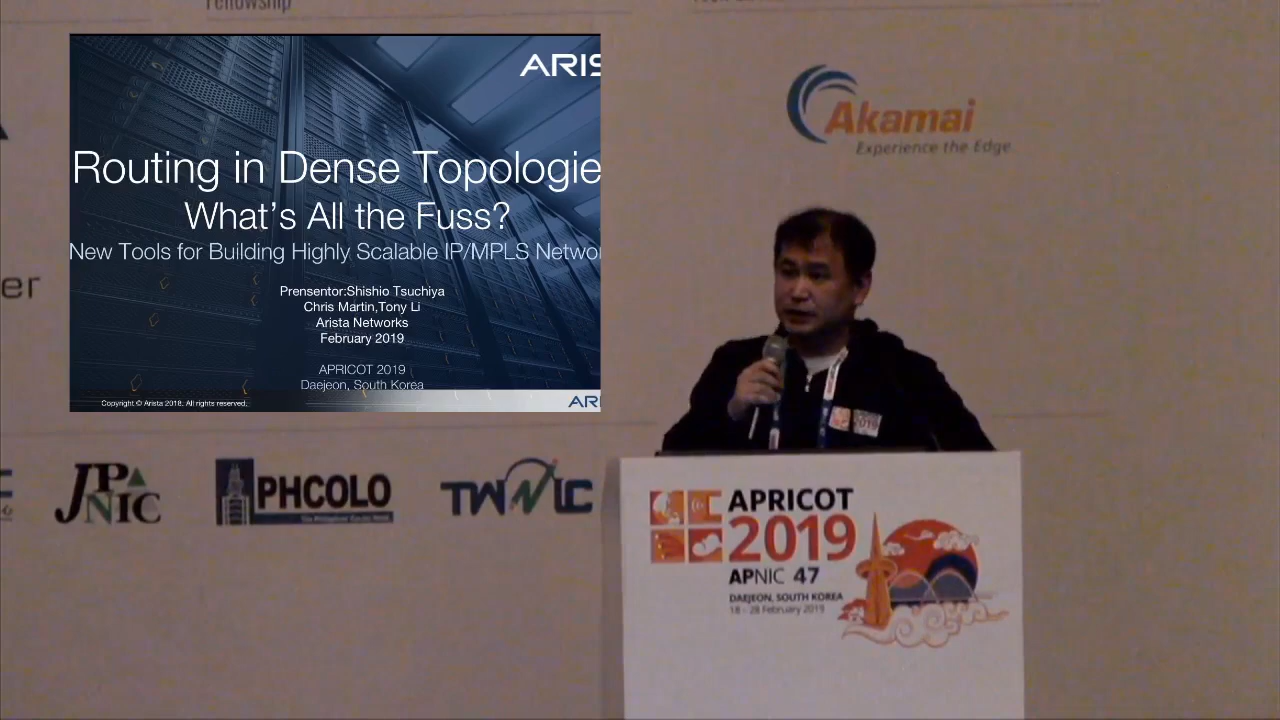 Fellowship
ARIS
Routing in Dense Topologie
What's All the Fuss?
New Tools for Building Highly Scalable IP/MPLS Networ
Prensentor:Shishio Tsuchiya
Chris Martin,Tony Li
Arista Networks
February 2019
APRICOT 2019
Daejeon, South Korea
Copyright © Arista 2018. All rights reserved.
ARI
Akamai
Experience the Edge
er
JPNIC
PHCOLO
TWNIC
APRICOT
2019
APNIC 47
DAEJEON, SOUTH KOREA
18 - 28 February 2019
2019